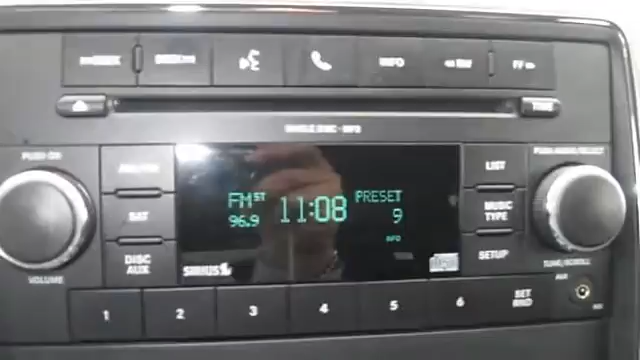 INFO
◄◄ RW
FF ►►
TIME
SINGLE DISC - MP3
PUSH ON
VOLUME
AM/FM
SAT
DISC
AUX
FM ST
96.9
11:08
PRESET
9
INFO
SIRIUS
LIST
MUSIC
TYPE
SETUP
TUNE/SCROLL
1
2
3
4
5
6
SET
RND
AUX